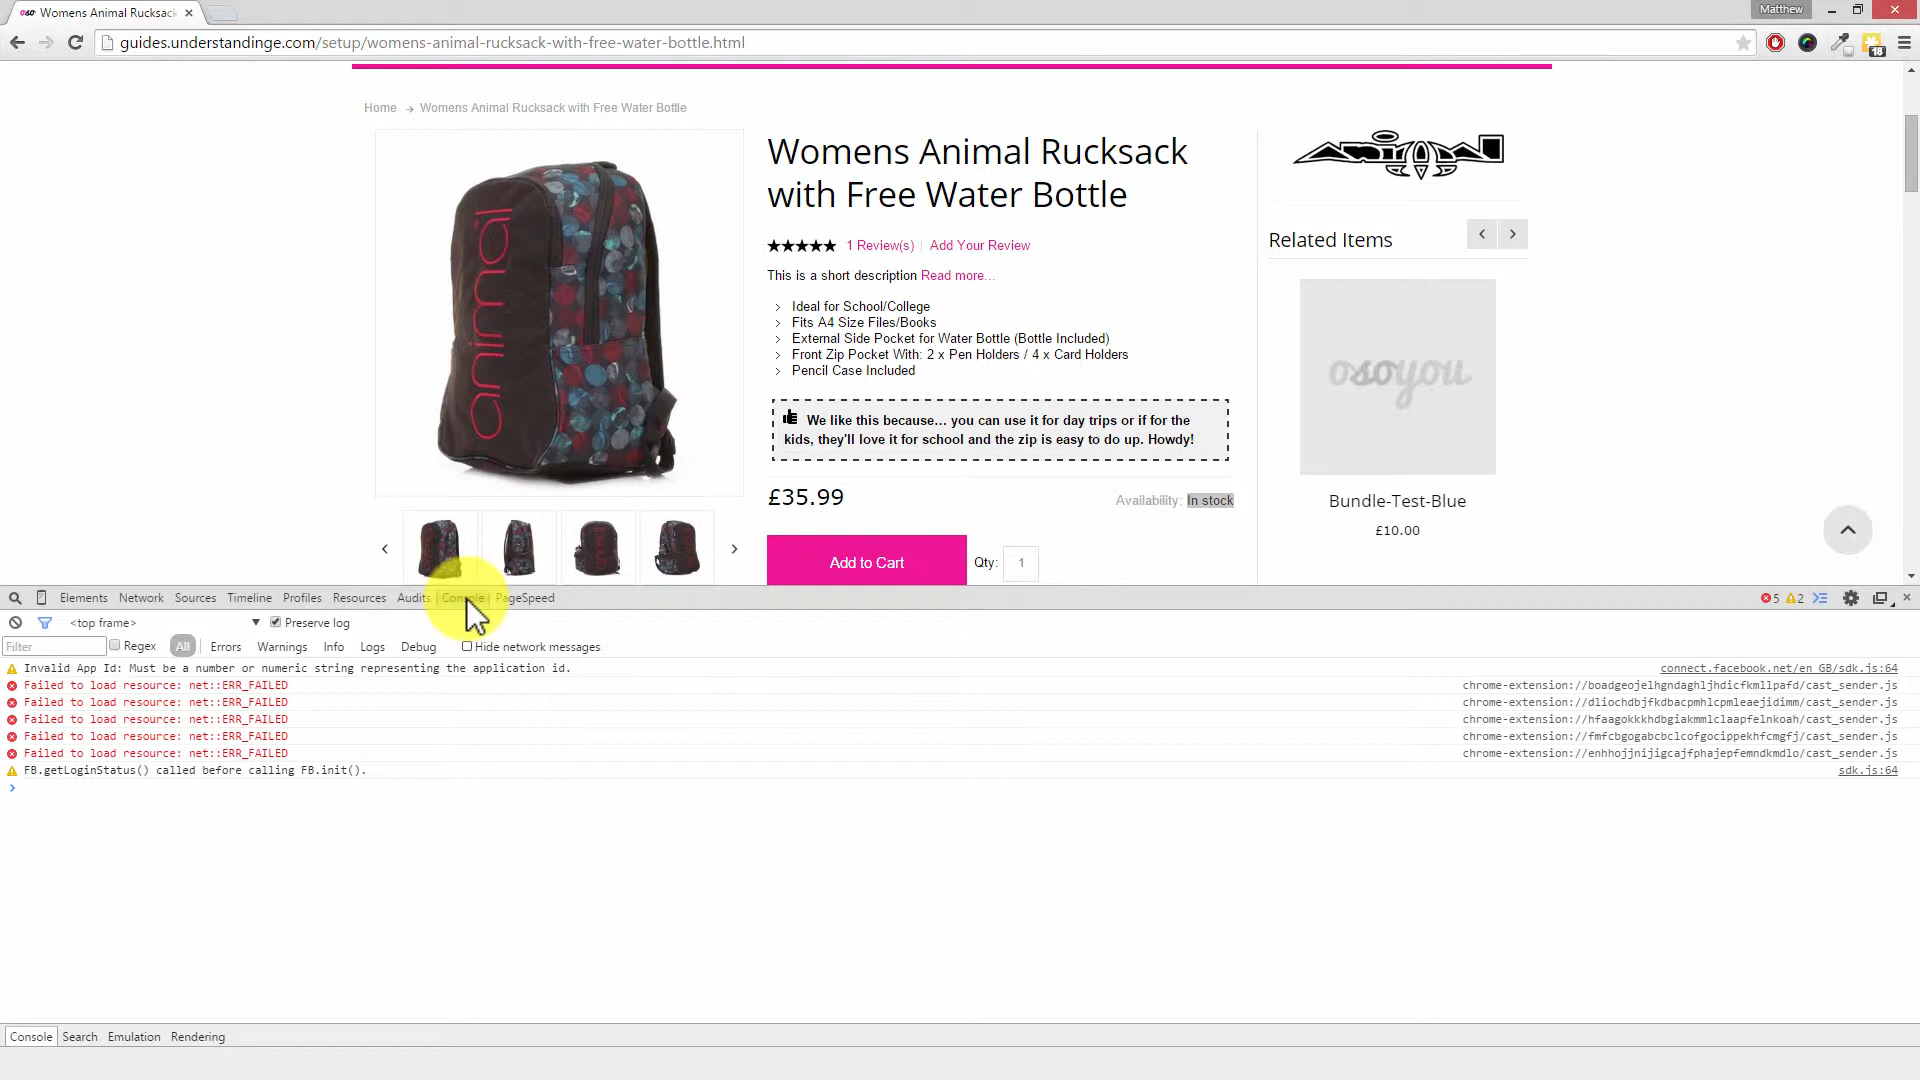 Womens Animal Rucksack
Matthew
guides.understandinge.com/setup/womens-animal-rucksack-with-free-water-bottle.html
18
Home → Womens Animal Rucksack with Free Water Bottle
animal
Womens Animal Rucksack
with Free Water Bottle
1 Review(s) | Add Your Review
This is a short description Read more...
Ideal for School/College
Fits A4 Size Files/Books
External Side Pocket for Water Bottle (Bottle Included)
Front Zip Pocket With: 2 x Pen Holders / 4 x Card Holders
Pencil Case Included
We like this because... you can use it for day trips or if for the
kids, they'll love it for school and the zip is easy to do up. Howdy!
£35.99
Availability: In stock
Add to Cart
Qty: 1
animal
Related Items
osoyou
Bundle-Test-Blue
£10.00
Elements Network Sources Timeline Profiles Resources Audits Console PageSpeed
5 2
<top frame> Preserve log
Filter Regex All Errors Warnings Info Logs Debug Hide network messages
Invalid App Id: Must be a number or numeric string representing the application id. connect.facebook.net/en_GB/sdk.js:64
Failed to load resource: net::ERR_FAILED chrome-extension://boadgeojelhgndaghljhdicfkmllpafd/cast_sender.js
Failed to load resource: net::ERR_FAILED chrome-extension://dliochdbjfkdbacpmhlcpmleaejidimm/cast_sender.js
Failed to load resource: net::ERR_FAILED chrome-extension://hfaagokkkhdbgiakmmlclaapfelnkoah/cast_sender.js
Failed to load resource: net::ERR_FAILED chrome-extension://fmfcbgogabcbclcofgocippekhfcmgfj/cast_sender.js
Failed to load resource: net::ERR_FAILED chrome-extension://enhhojjnijigcajfphajepfemndkmdlo/cast_sender.js
FB.getLoginStatus() called before calling FB.init(). sdk.js:64
Console Search Emulation Rendering